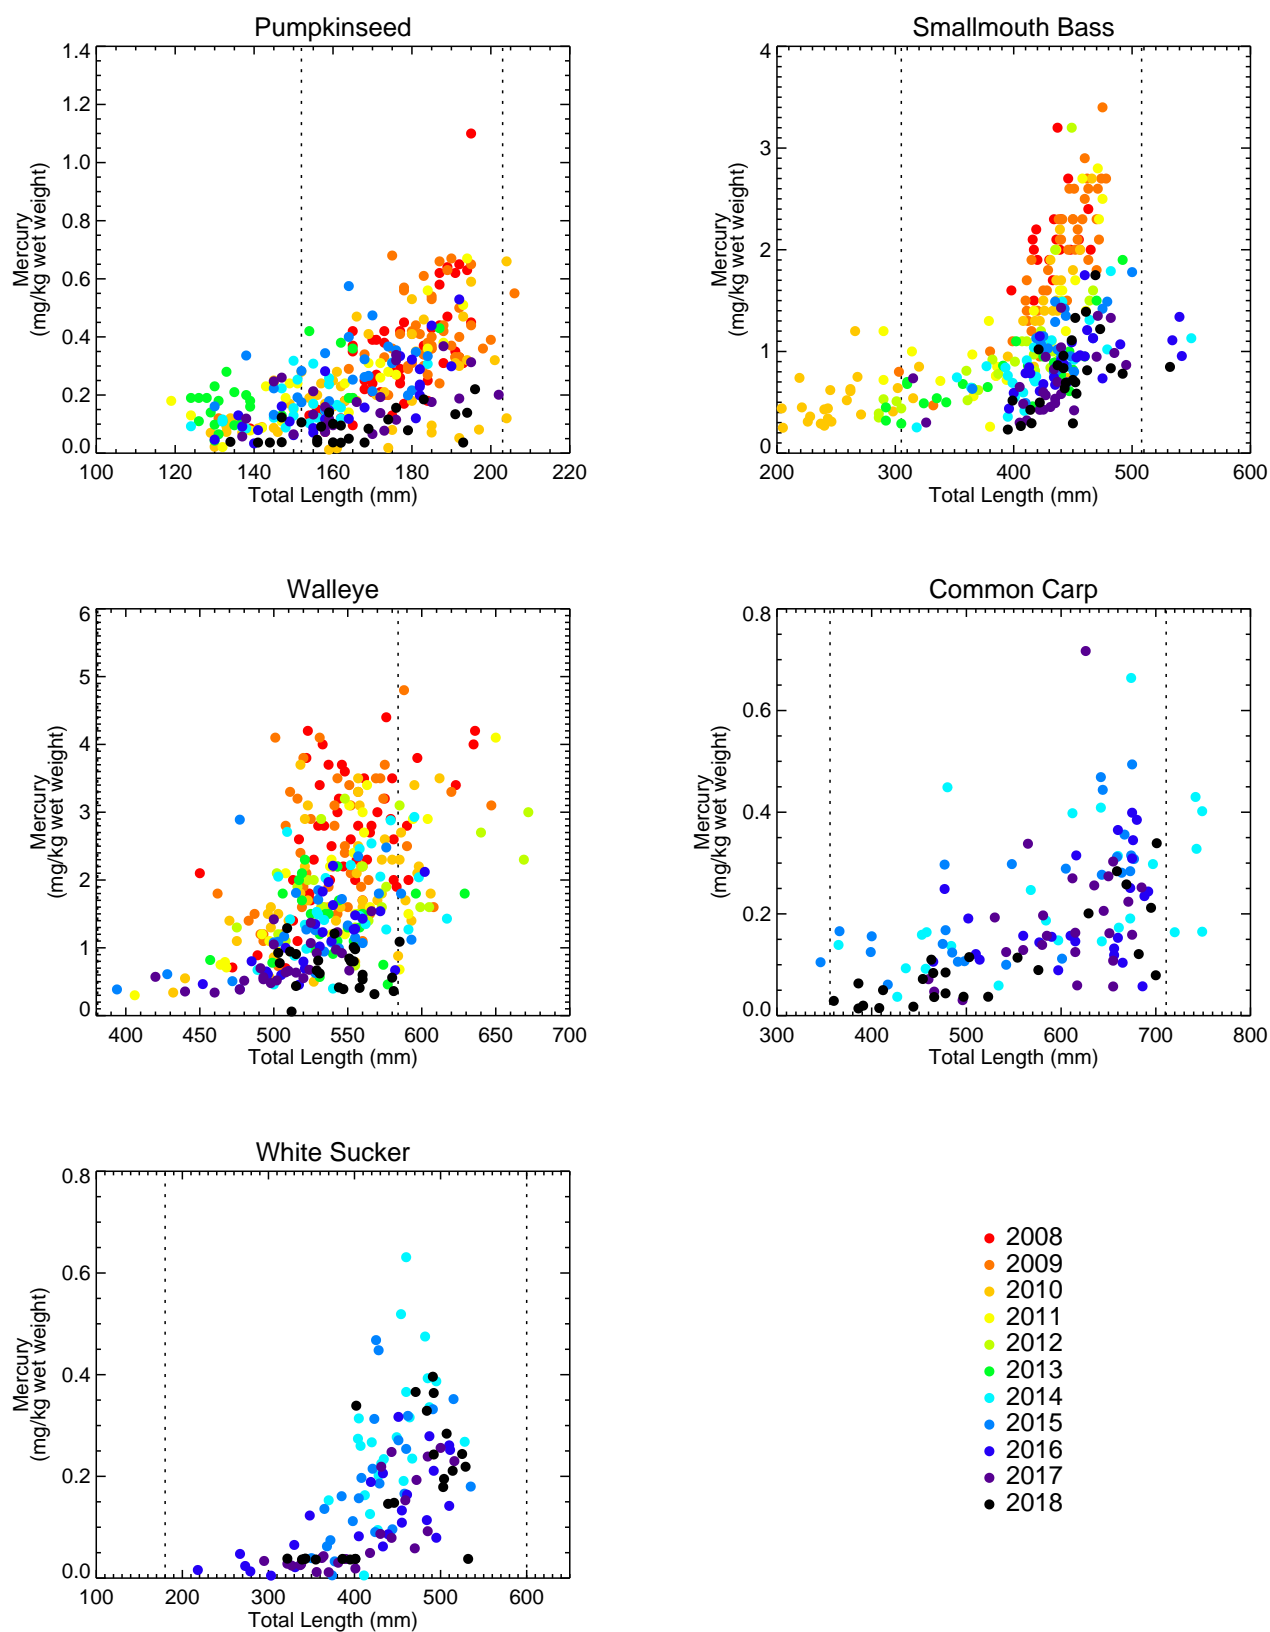 Pumpkinseed
1.4
1.2
1.0
0.8
0.6
0.4
0.2
0.0
Mercury
(mg/kg wet weight)
100 120 140 160 180 200 220
Total Length (mm)
Smallmouth Bass
4
3
2
1
0
Mercury
(mg/kg wet weight)
200 300 400 500 600
Total Length (mm)
Walleye
6
5
4
3
2
1
0
Mercury
(mg/kg wet weight)
400 450 500 550 600 650 700
Total Length (mm)
Common Carp
0.8
0.6
0.4
0.2
0.0
Mercury
(mg/kg wet weight)
300 400 500 600 700 800
Total Length (mm)
White Sucker
0.8
0.6
0.4
0.2
0.0
Mercury
(mg/kg wet weight)
100 200 300 400 500 600
Total Length (mm)
2008
2009
2010
2011
2012
2013
2014
2015
2016
2017
2018